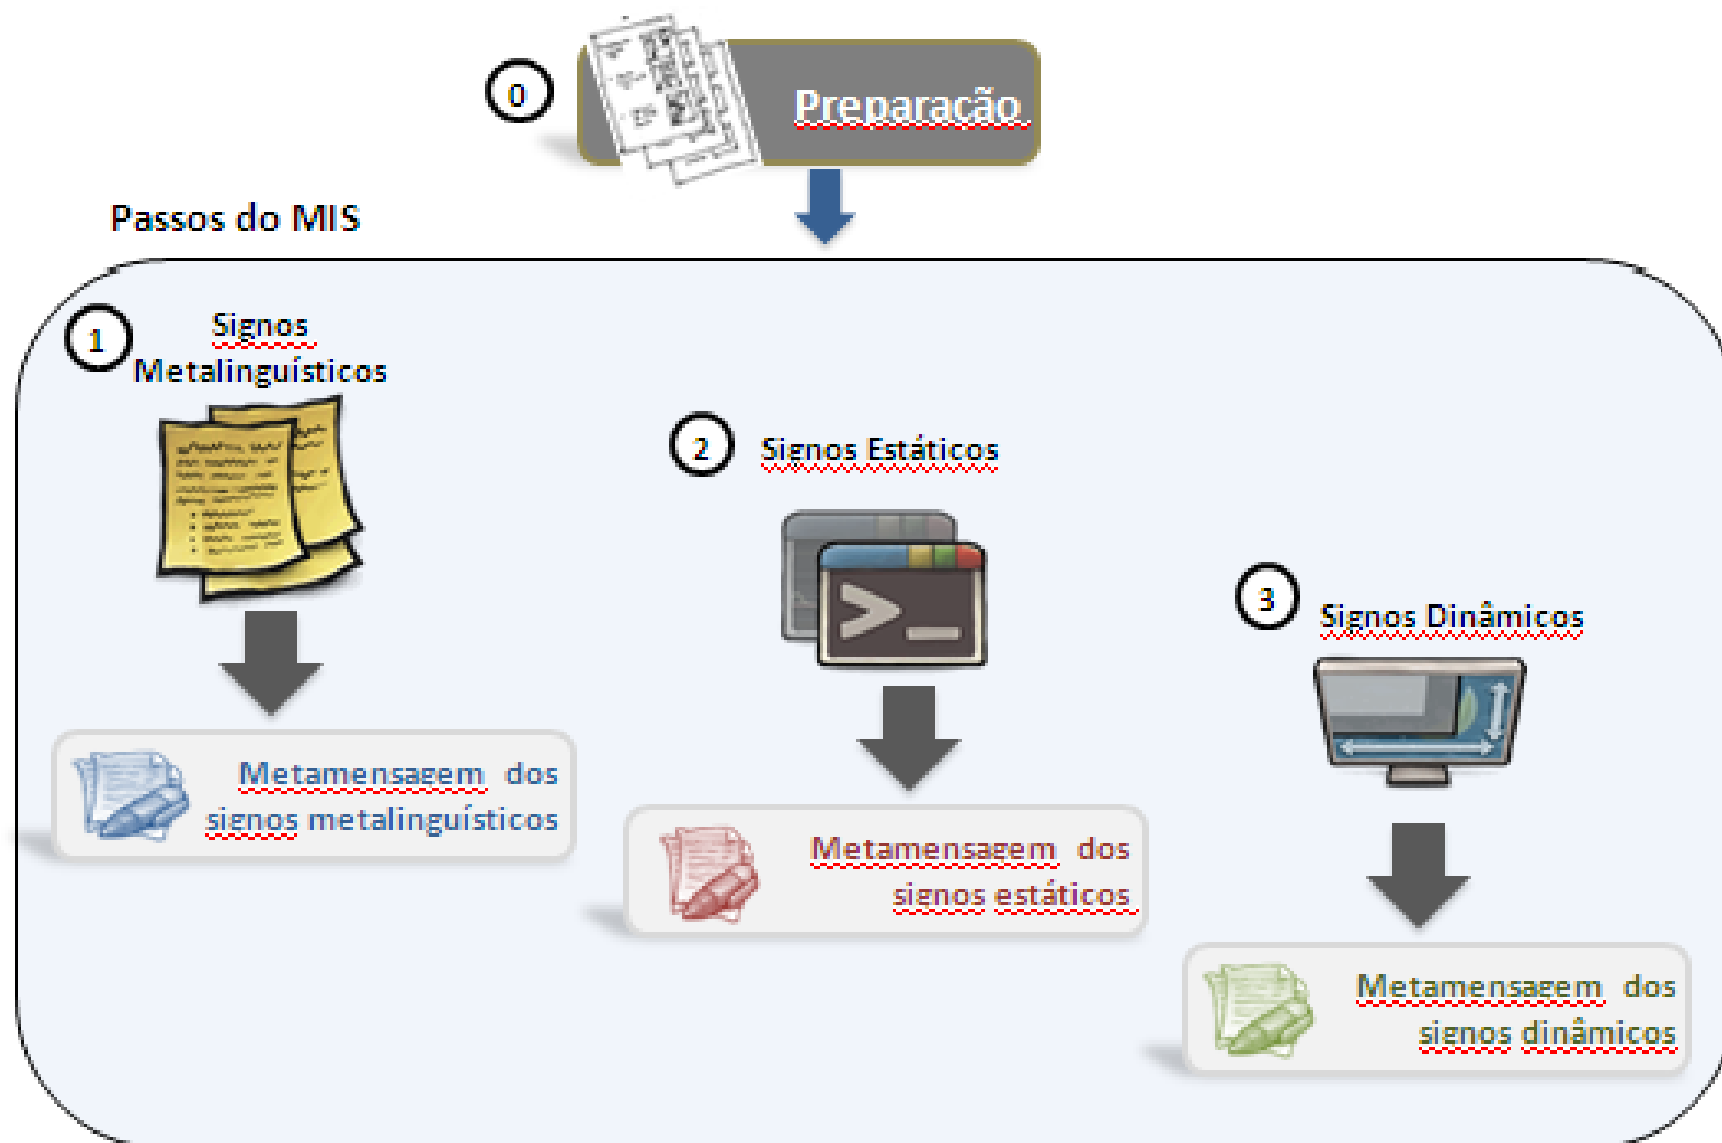 0
Preparação
Passos do MIS
1
Signos
Metalinguísticos
2
Signos Estáticos
3
Signos Dinâmicos
Metamensagem dos
signos metalinguísticos
Metamensagem dos
signos estáticos
Metamensagem dos
signos dinâmicos